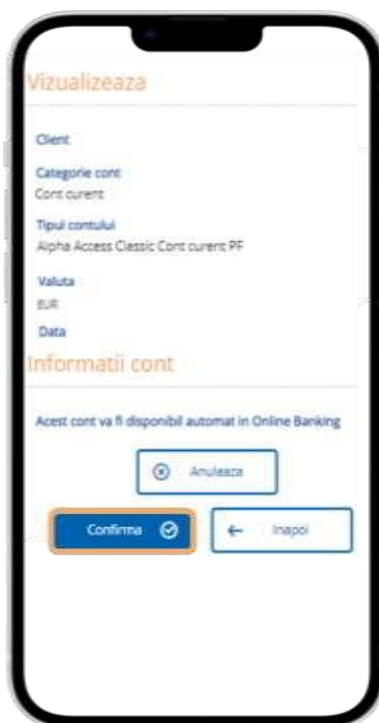 Vizualizeaza
Client
Categorie cont
Cont curent
Tipul contului
Alpha Access Classic Cont curent PF
Valuta
EUR
Data
Informatii cont
Acest cont va fi disponibil automat in Online Banking
Anuleaza
Confirma
Inapoi